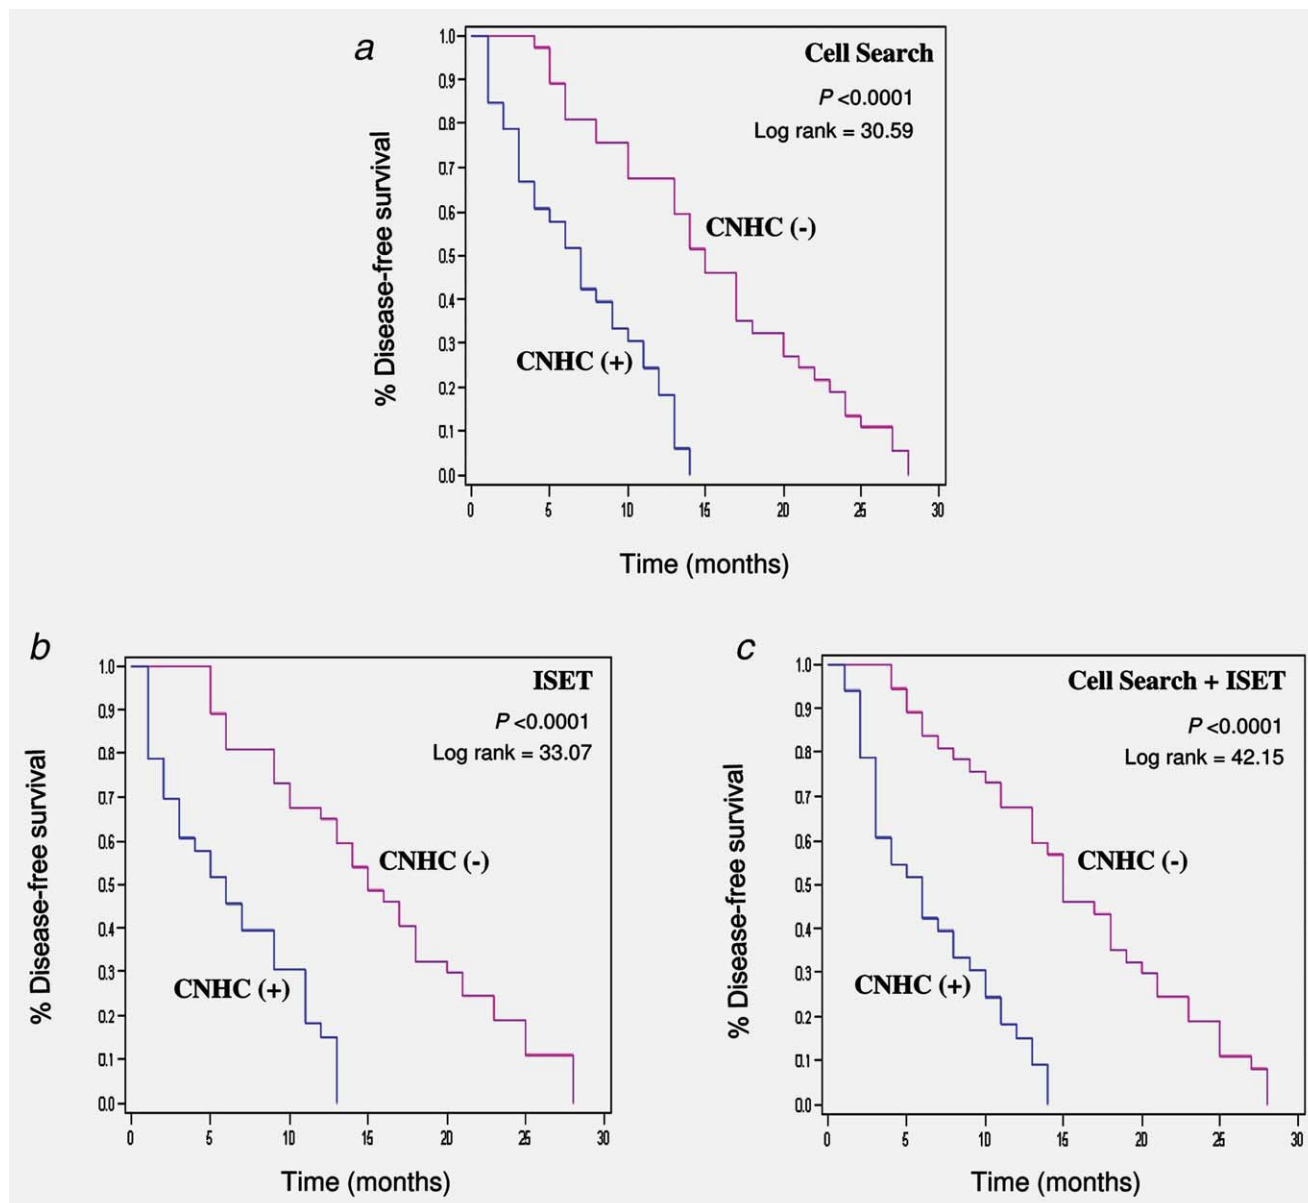 a
Cell Search
P <0.0001
Log rank = 30.59
% Disease-free survival
1.0
0.9
0.8
0.7
0.6
0.5
0.4
0.3
0.2
0.1
0.0
CNHC (-)
CNHC (+)
0 5 10 15 20 25 30
Time (months)
b
ISET
P <0.0001
Log rank = 33.07
% Disease-free survival
1.0
0.9
0.8
0.7
0.6
0.5
0.4
0.3
0.2
0.1
0.0
CNHC (-)
CNHC (+)
0 5 10 15 20 25 30
Time (months)
c
Cell Search + ISET
P <0.0001
Log rank = 42.15
% Disease-free survival
1.0
0.9
0.8
0.7
0.6
0.5
0.4
0.3
0.2
0.1
0.0
CNHC (-)
CNHC (+)
0 5 10 15 20 25 30
Time (months)